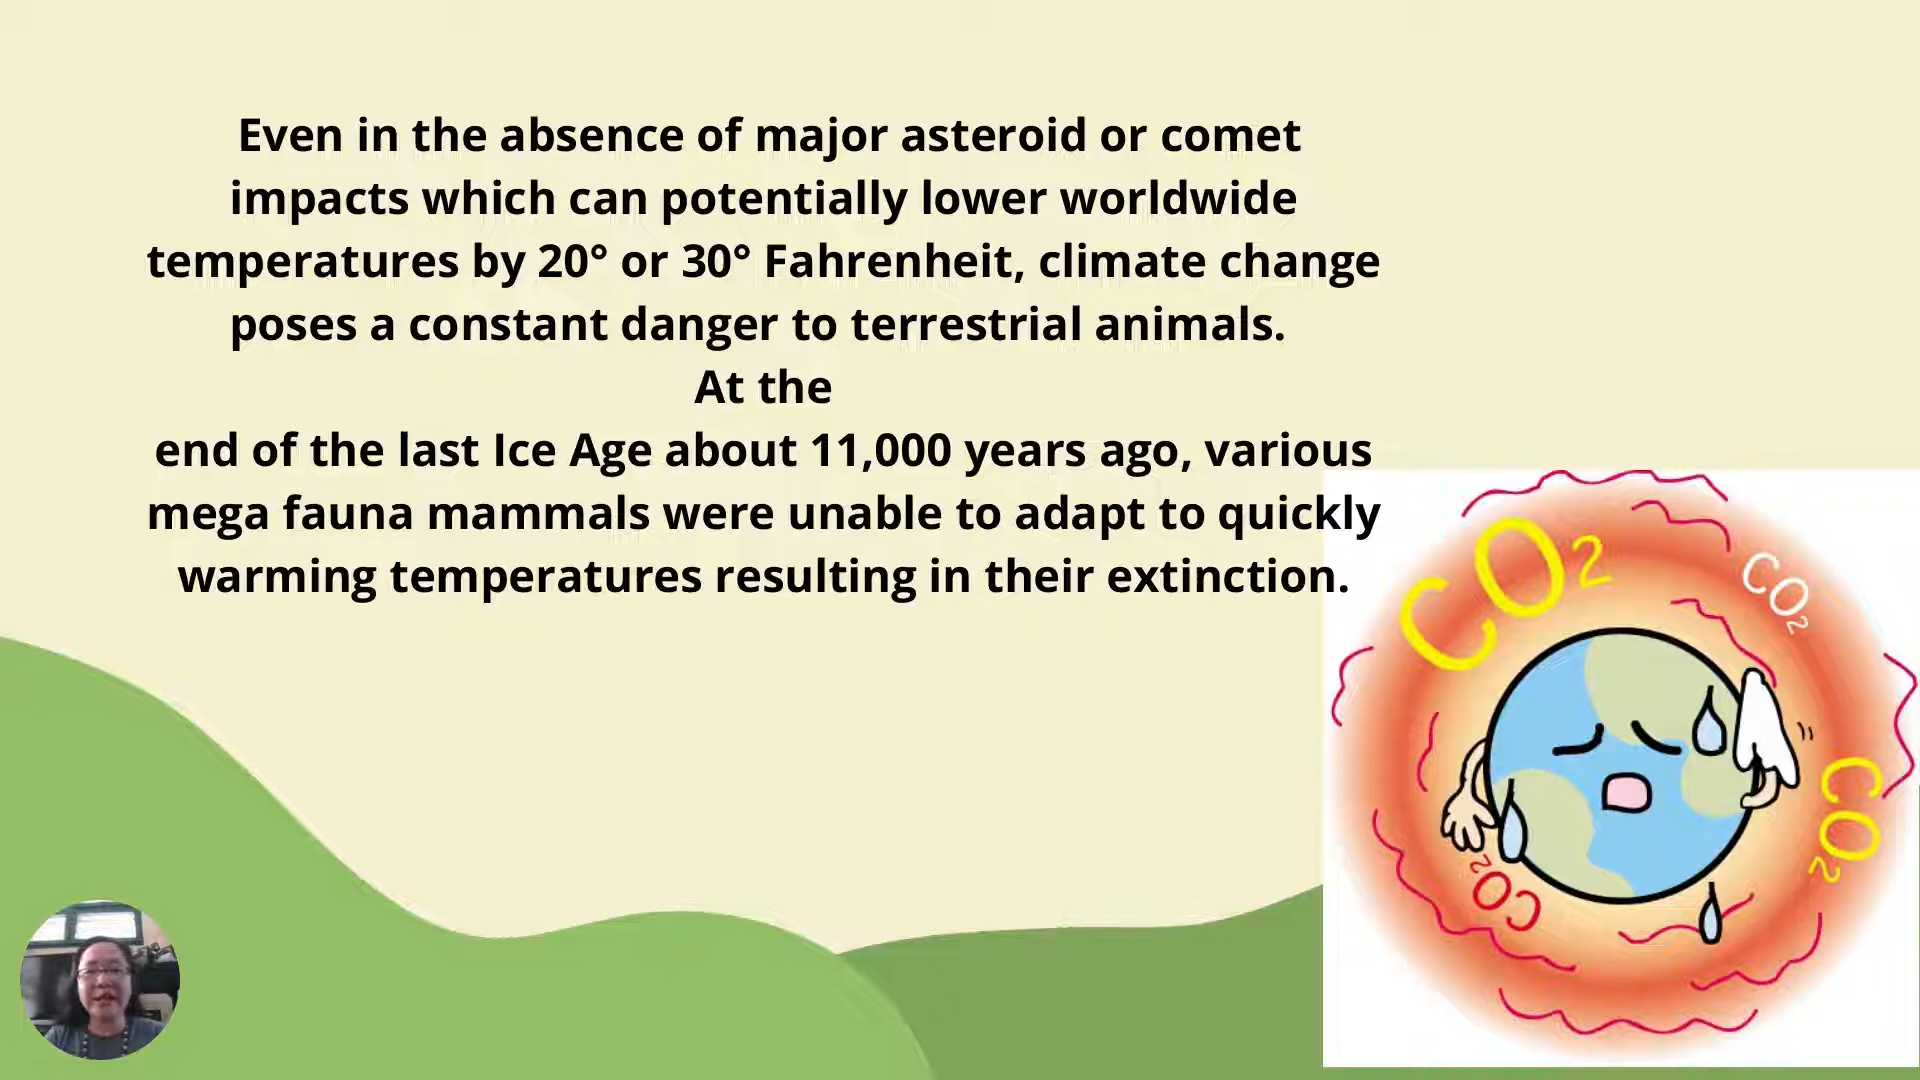 Even in the absence of major asteroid or comet
impacts which can potentially lower worldwide
temperatures by 20° or 30° Fahrenheit, climate change
poses a constant danger to terrestrial animals.
At the
end of the last Ice Age about 11,000 years ago, various
mega fauna mammals were unable to adapt to quickly
warming temperatures resulting in their extinction.
CO2
CO2
CO2
CO2